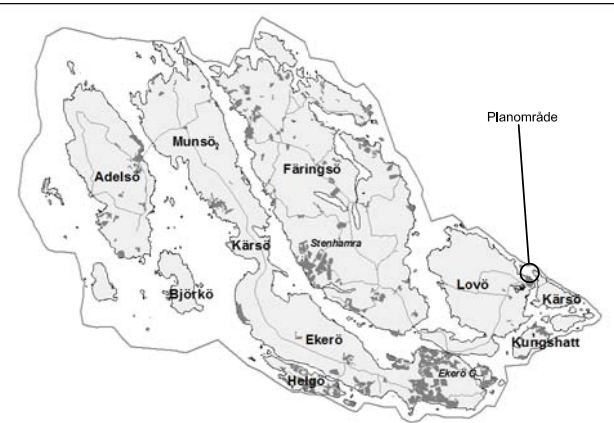 Planområde
Munsö
Adelsö
Färingsö
Stenhamra
Kärsö
Lovö
Kärsö
Björkö
Ekerö
Kungshatt
Helgö
Ekerö C